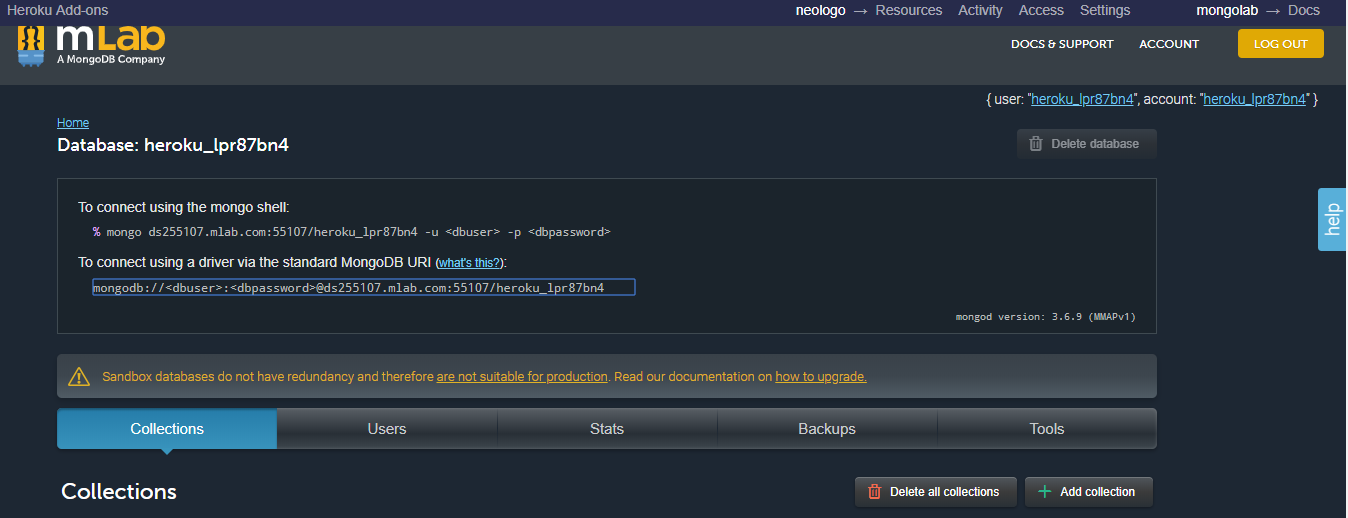 Heroku Add-ons neologo → Resources Activity Access Settings mongolab → Docs
mLab
A MongoDB Company
DOCS & SUPPORT ACCOUNT LOG OUT
{ user: "heroku_lpr87bn4", account: "heroku_lpr87bn4" }
Home
Database: heroku_lpr87bn4
Delete database
help
To connect using the mongo shell:
% mongo ds255107.mlab.com:55107/heroku_lpr87bn4 -u <dbuser> -p <dbpassword>
To connect using a driver via the standard MongoDB URI (what's this?):
mongodb://<dbuser>:<dbpassword>@ds255107.mlab.com:55107/heroku_lpr87bn4
mongod version: 3.6.9 (MMAPv1)
Sandbox databases do not have redundancy and therefore are not suitable for production. Read our documentation on how to upgrade.
Collections Users Stats Backups Tools
Collections
Delete all collections Add collection